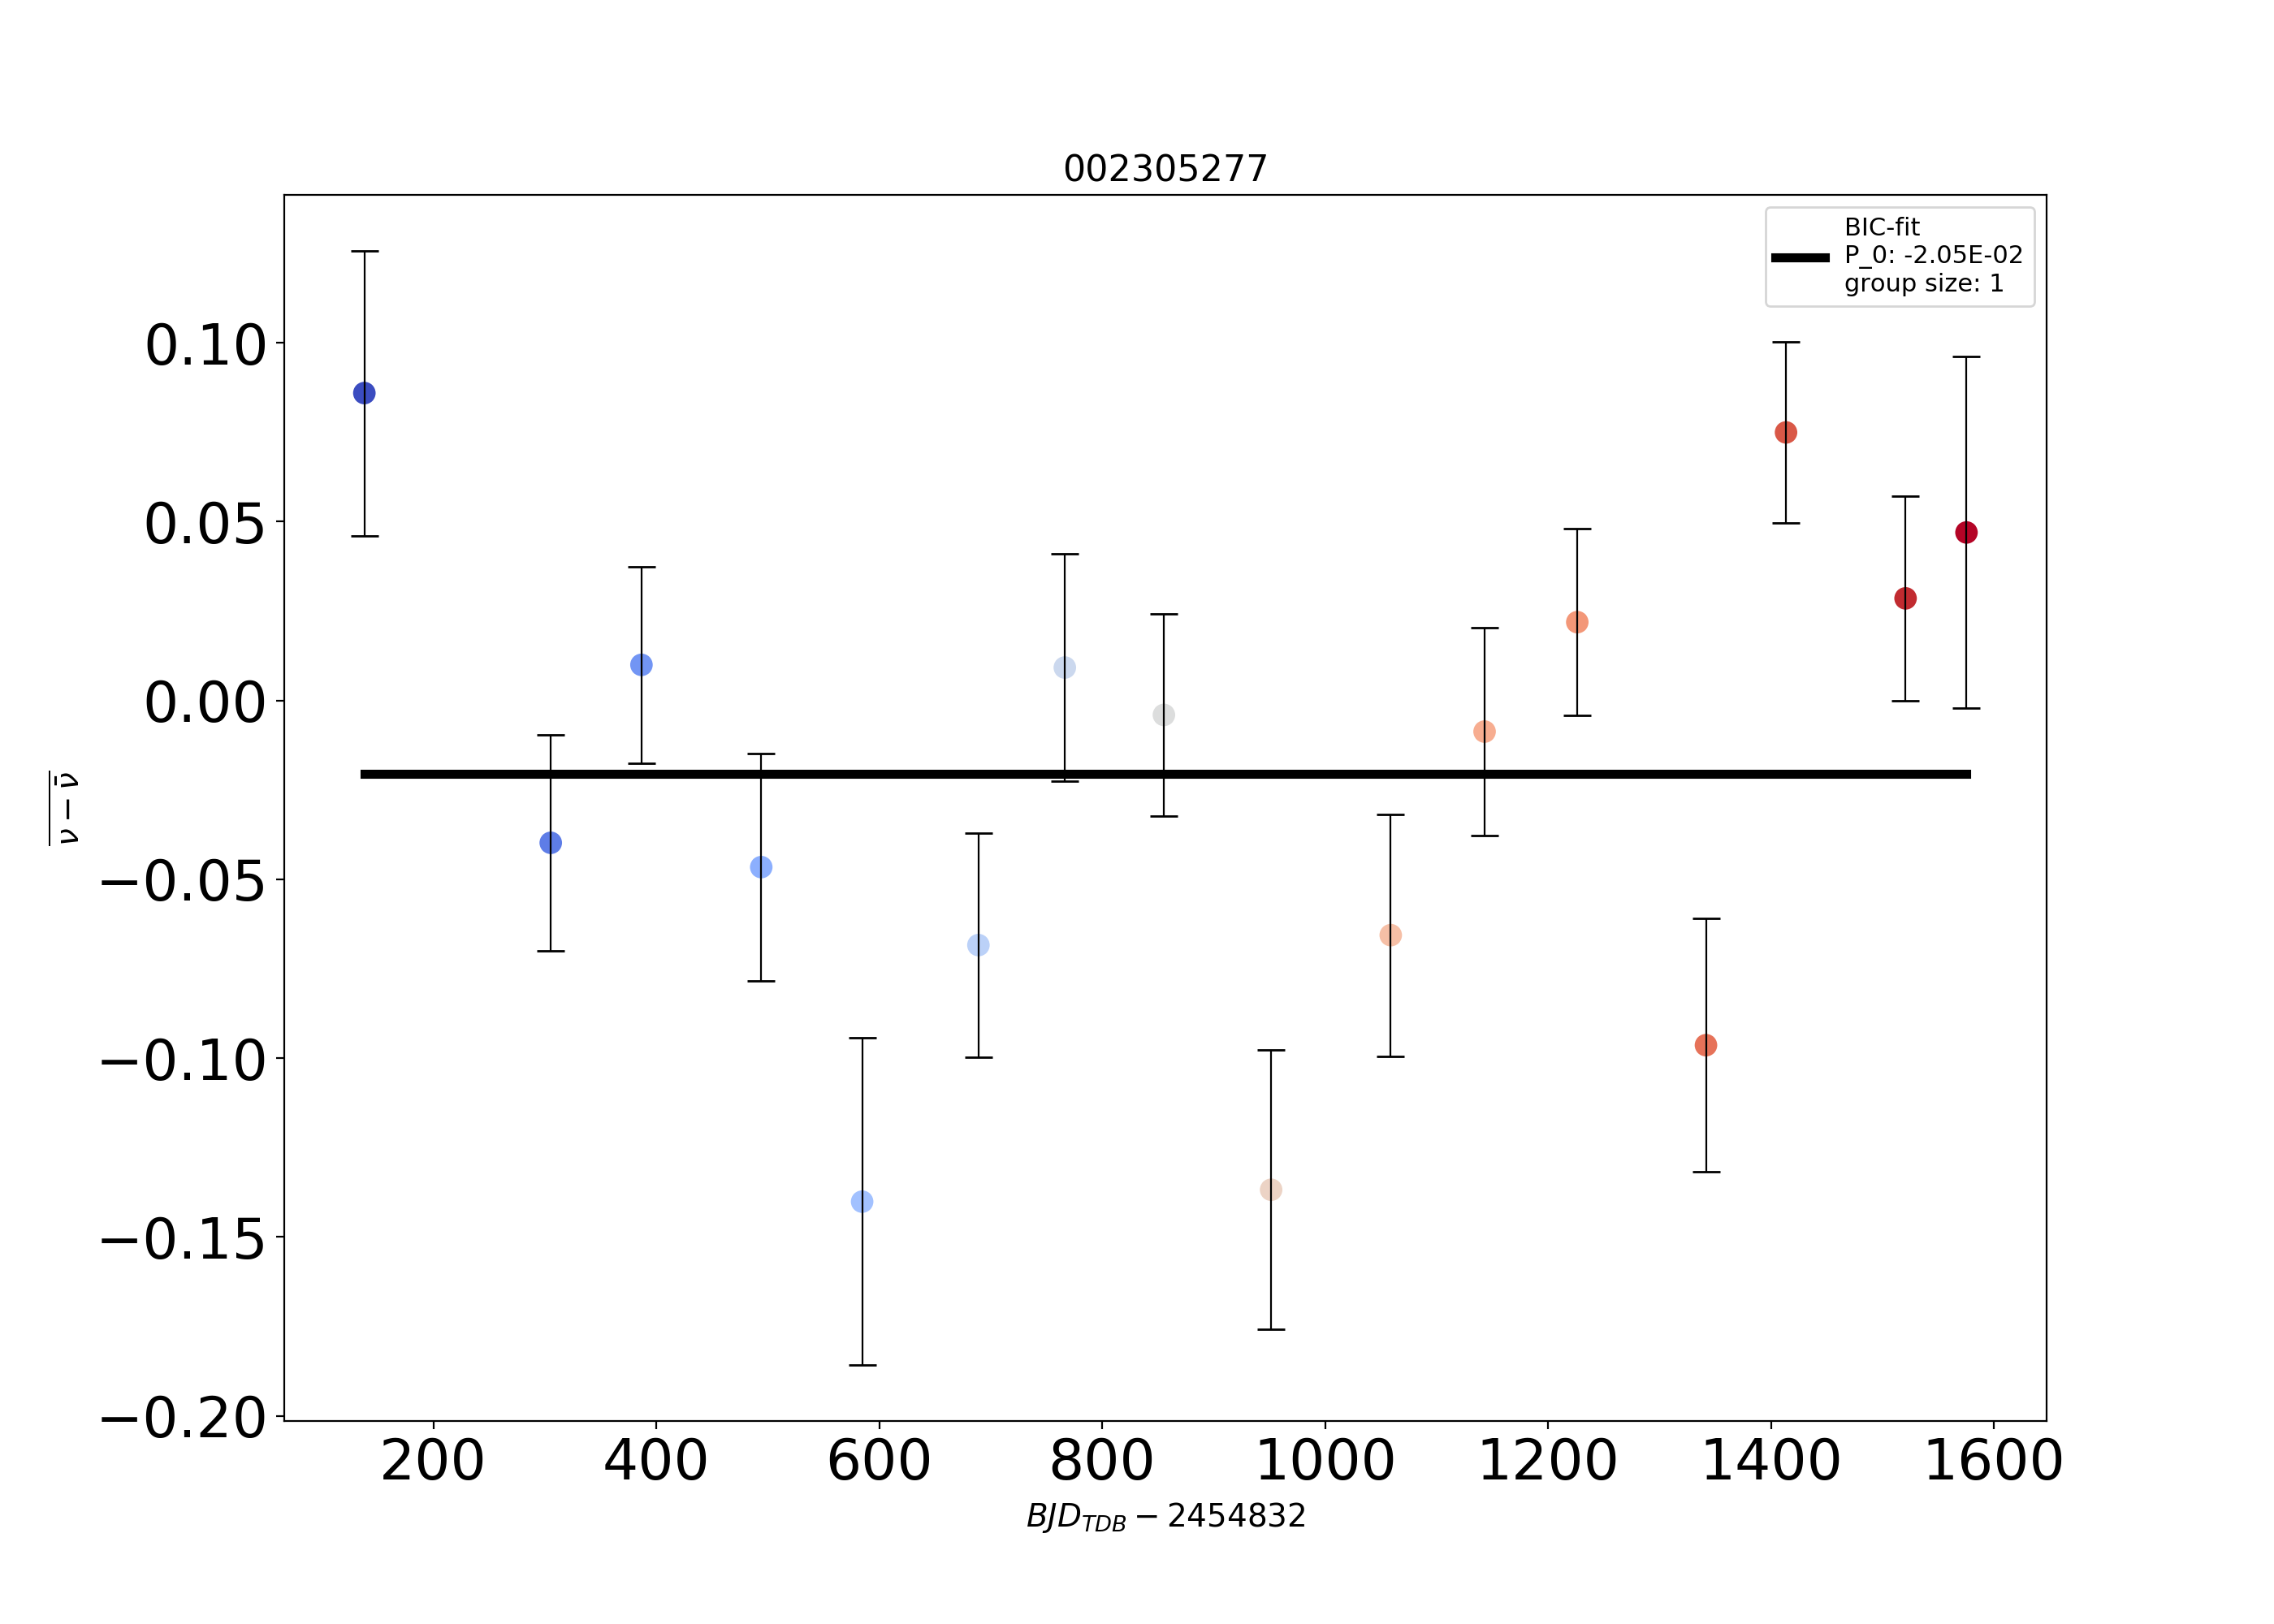 002305277
BIC-fit
P_0: -2.05E-02
group size: 1
0.10
0.05
0.00
−0.05
−0.10
−0.15
−0.20
ν − ν̄
200 400 600 800 1000 1200 1400 1600
BJD_TDB − 2454832